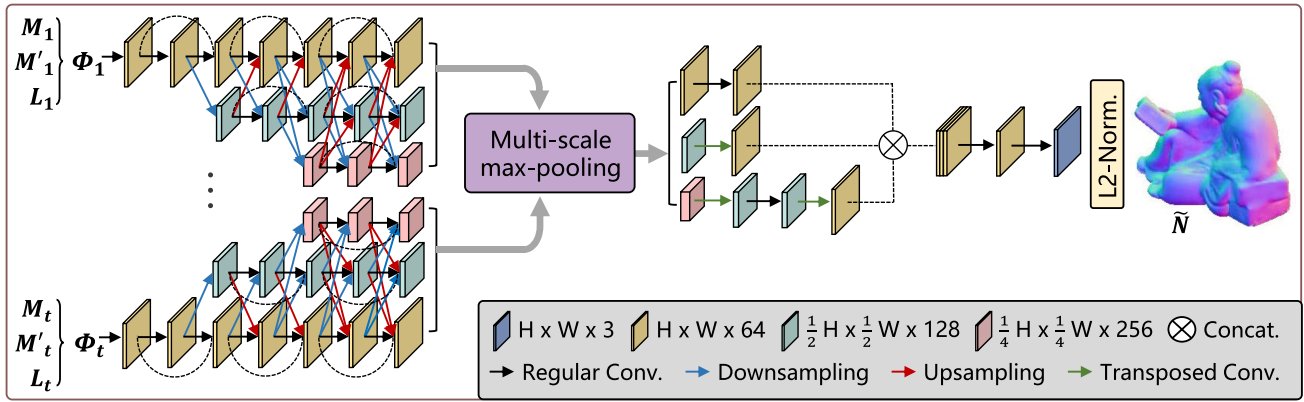 M₁
M'₁
L₁
Φ₁
Multi-scale
max-pooling
L2-Norm.
Ñ
Mₜ
M'ₜ
Lₜ
Φₜ
H x W x 3
H x W x 64
½ H x ½ W x 128
¼ H x ¼ W x 256
Concat.
Regular Conv.
Downsampling
Upsampling
Transposed Conv.